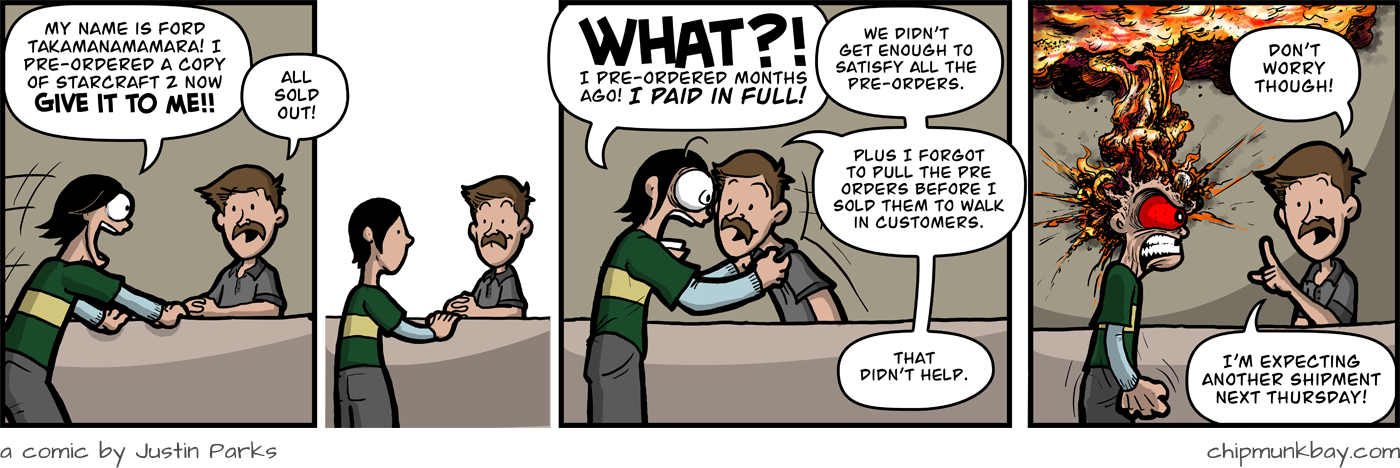 MY NAME IS FORD
TAKAMANAMAMARA! I
PRE-ORDERED A COPY
OF STARCRAFT 2 NOW
GIVE IT TO ME!!
ALL
SOLD
OUT!
WHAT?!
I PRE-ORDERED MONTHS
AGO! I PAID IN FULL!
WE DIDN'T
GET ENOUGH TO
SATISFY ALL THE
PRE-ORDERS.
PLUS I FORGOT
TO PULL THE PRE
ORDERS BEFORE I
SOLD THEM TO WALK
IN CUSTOMERS.
THAT
DIDN'T HELP.
DON'T
WORRY
THOUGH!
I'M EXPECTING
ANOTHER SHIPMENT
NEXT THURSDAY!
a comic by Justin Parks
chipmunkbay.com